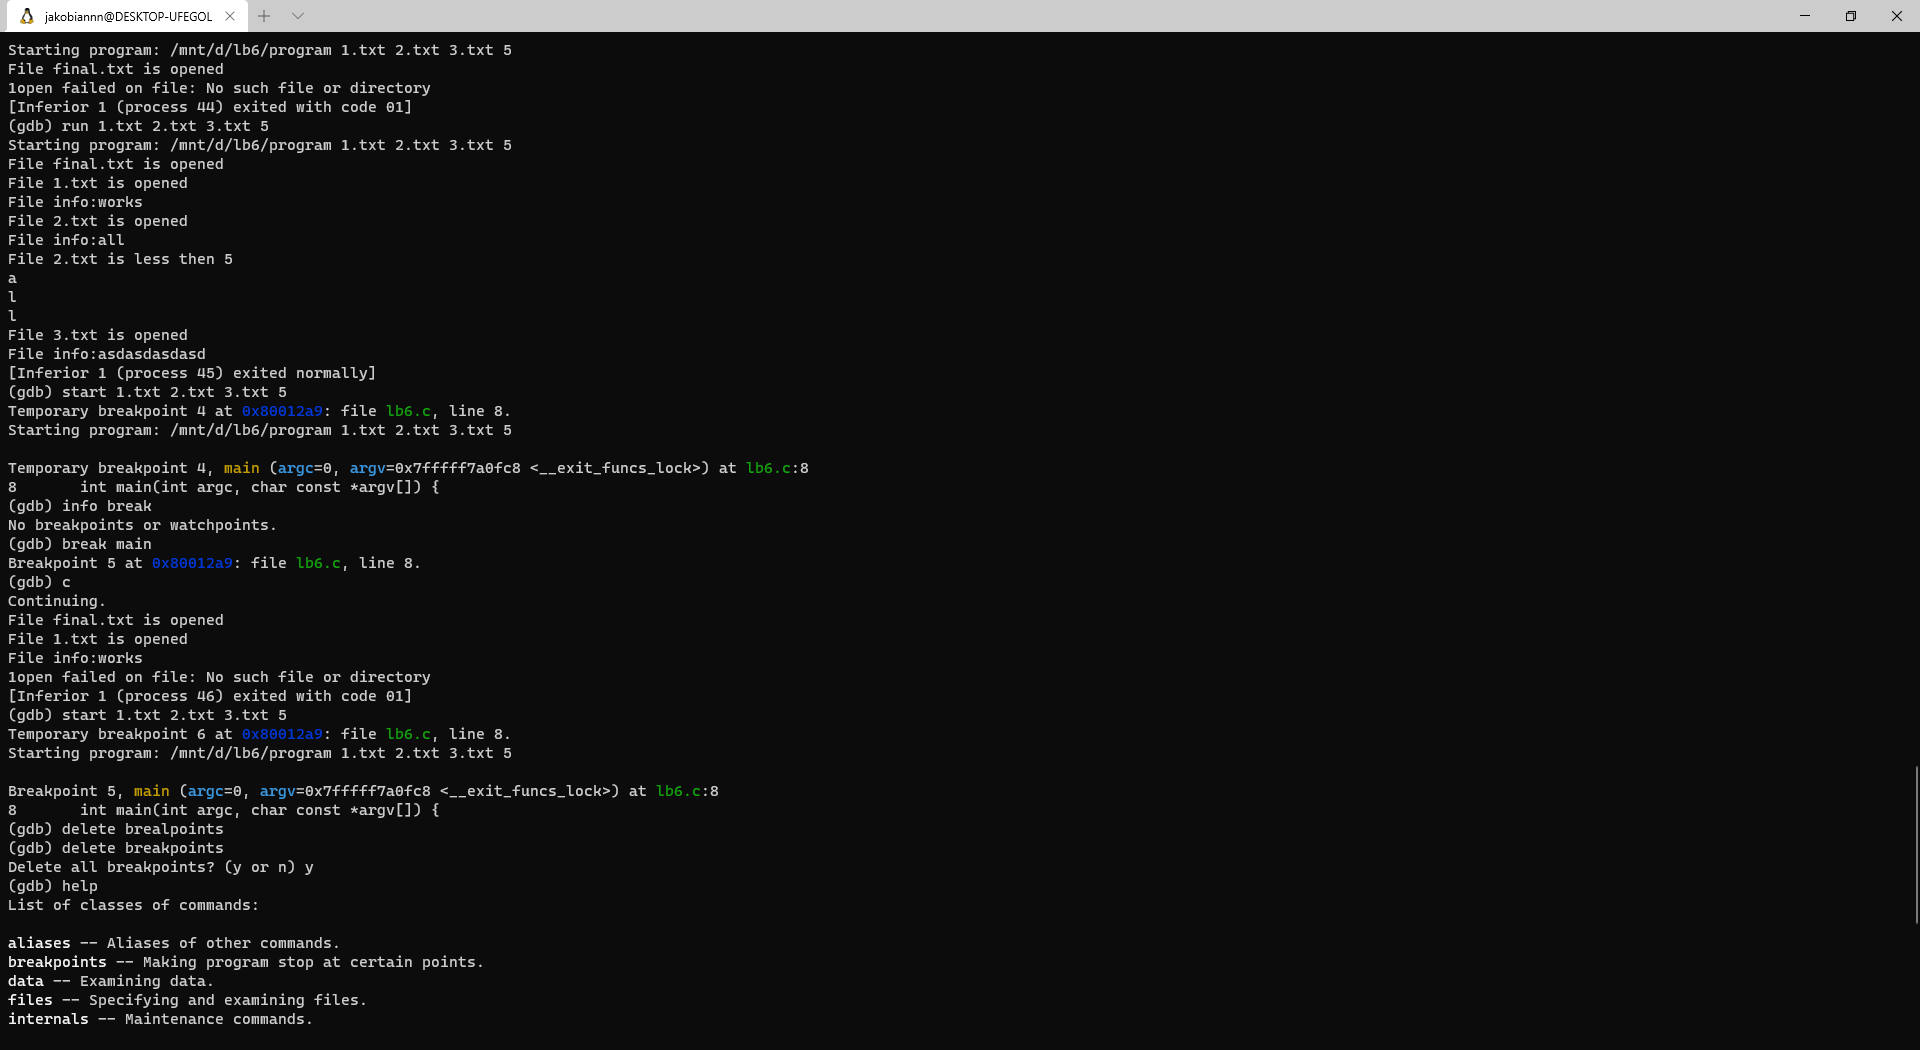 jakobiannn@DESKTOP-UFEGOL
Starting program: /mnt/d/lb6/program 1.txt 2.txt 3.txt 5
File final.txt is opened
1open failed on file: No such file or directory
[Inferior 1 (process 44) exited with code 01]
(gdb) run 1.txt 2.txt 3.txt 5
Starting program: /mnt/d/lb6/program 1.txt 2.txt 3.txt 5
File final.txt is opened
File 1.txt is opened
File info:works
File 2.txt is opened
File info:all
File 2.txt is less then 5
a
l
l
File 3.txt is opened
File info:asdasdasdasd
[Inferior 1 (process 45) exited normally]
(gdb) start 1.txt 2.txt 3.txt 5
Temporary breakpoint 4 at 0x80012a9: file lb6.c, line 8.
Starting program: /mnt/d/lb6/program 1.txt 2.txt 3.txt 5
Temporary breakpoint 4, main (argc=0, argv=0x7fffff7a0fc8 <__exit_funcs_lock>) at lb6.c:8
8       int main(int argc, char const *argv[]) {
(gdb) info break
No breakpoints or watchpoints.
(gdb) break main
Breakpoint 5 at 0x80012a9: file lb6.c, line 8.
(gdb) c
Continuing.
File final.txt is opened
File 1.txt is opened
File info:works
1open failed on file: No such file or directory
[Inferior 1 (process 46) exited with code 01]
(gdb) start 1.txt 2.txt 3.txt 5
Temporary breakpoint 6 at 0x80012a9: file lb6.c, line 8.
Starting program: /mnt/d/lb6/program 1.txt 2.txt 3.txt 5
Breakpoint 5, main (argc=0, argv=0x7fffff7a0fc8 <__exit_funcs_lock>) at lb6.c:8
8       int main(int argc, char const *argv[]) {
(gdb) delete brealpoints
(gdb) delete breakpoints
Delete all breakpoints? (y or n) y
(gdb) help
List of classes of commands:
aliases -- Aliases of other commands.
breakpoints -- Making program stop at certain points.
data -- Examining data.
files -- Specifying and examining files.
internals -- Maintenance commands.